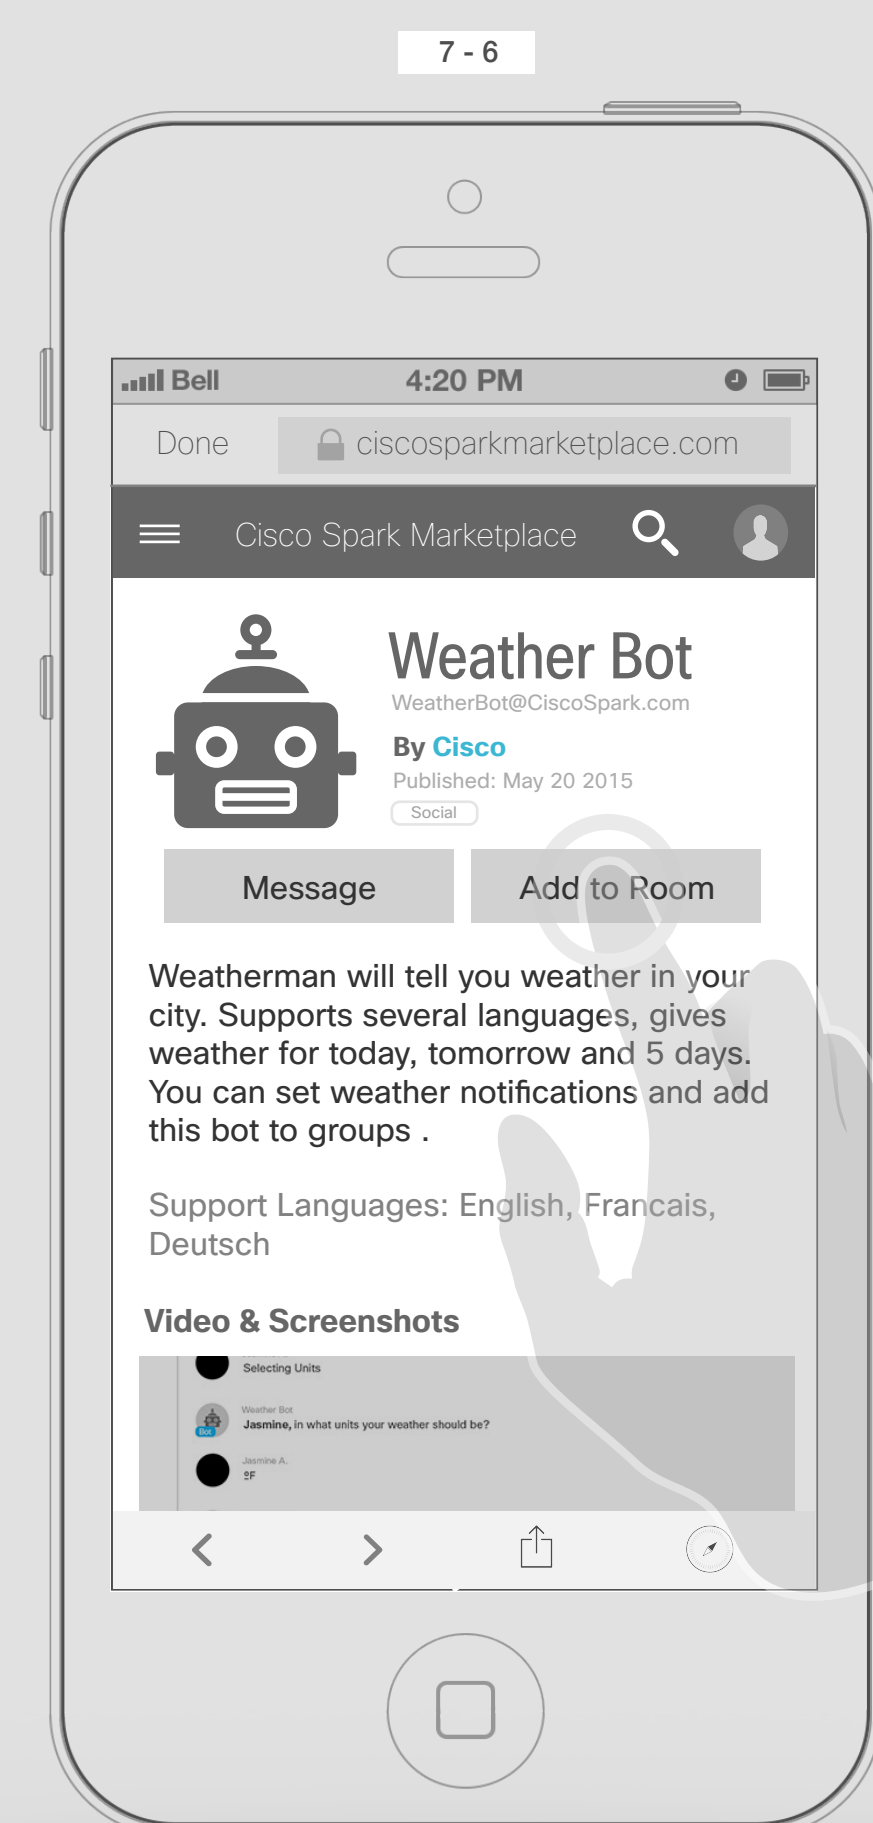 7 - 6
Bell 4:20 PM
Done ciscosparkmarketplace.com
Cisco Spark Marketplace
Weather Bot
WeatherBot@CiscoSpark.com
By Cisco
Published: May 20 2015
Social
Message Add to Room
Weatherman will tell you weather in your
city. Supports several languages, gives
weather for today, tomorrow and 5 days.
You can set weather notifications and add
this bot to groups .
Support Languages: English, Francais,
Deutsch
Video & Screenshots
Selecting Units
Weather Bot
Bot
Jasmine, in what units your weather should be?
Jasmine A.
ºF